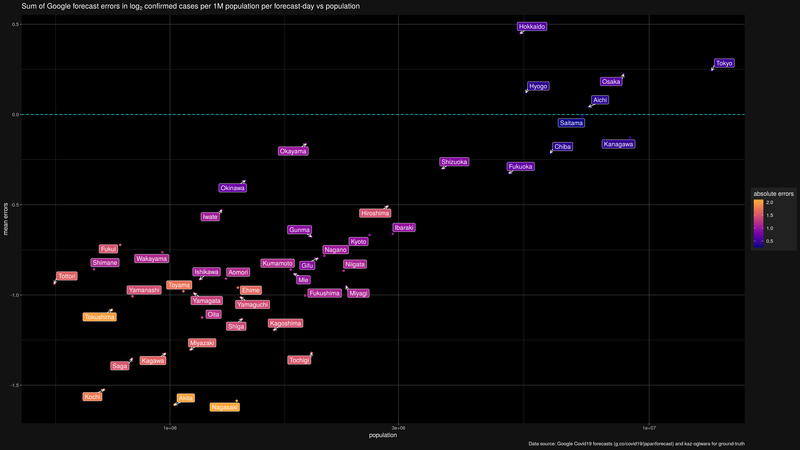 Sum of Google forecast errors in log₂ confirmed cases per 1M population per forecast-day vs population
0.5
Hokkaido
Tokyo
Osaka
Hyogo
Aichi
0.0
Saitama
Kanagawa
Chiba
Okayama
Shizuoka
Fukuoka
Okinawa
absolute errors
2.0
1.5
1.0
0.5
mean errors
-0.5
Iwate
Hiroshima
Gunma
Ibaraki
Kyoto
Fukui
Nagano
Wakayama
Shimane
Kumamoto
Gifu
Niigata
Tottori
Ishikawa
Aomori
Mie
Toyama
Yamanashi
Ehime
Fukushima
Miyagi
-1.0
Yamagata
Yamaguchi
Tokushima
Oita
Shiga
Kagoshima
Miyazaki
Saga
Kagawa
Tochigi
-1.5
Kochi
Akita
Nagasaki
1e+06
3e+06
1e+07
population
Data source: Google Covid19 forecasts (g.co/covid19/japanforecast) and kaz-ogiwara for ground-truth